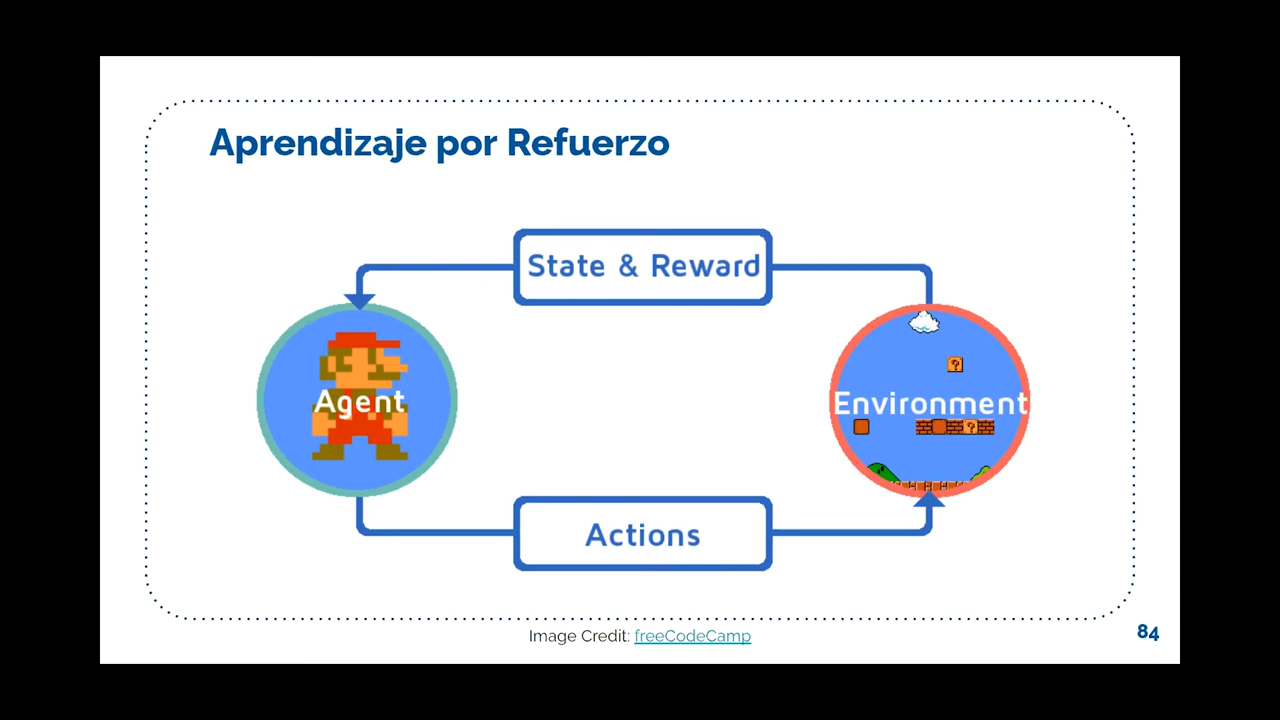 Aprendizaje por Refuerzo
State & Reward
Agent
Environment
?
?
Actions
Image Credit: freeCodeCamp
84